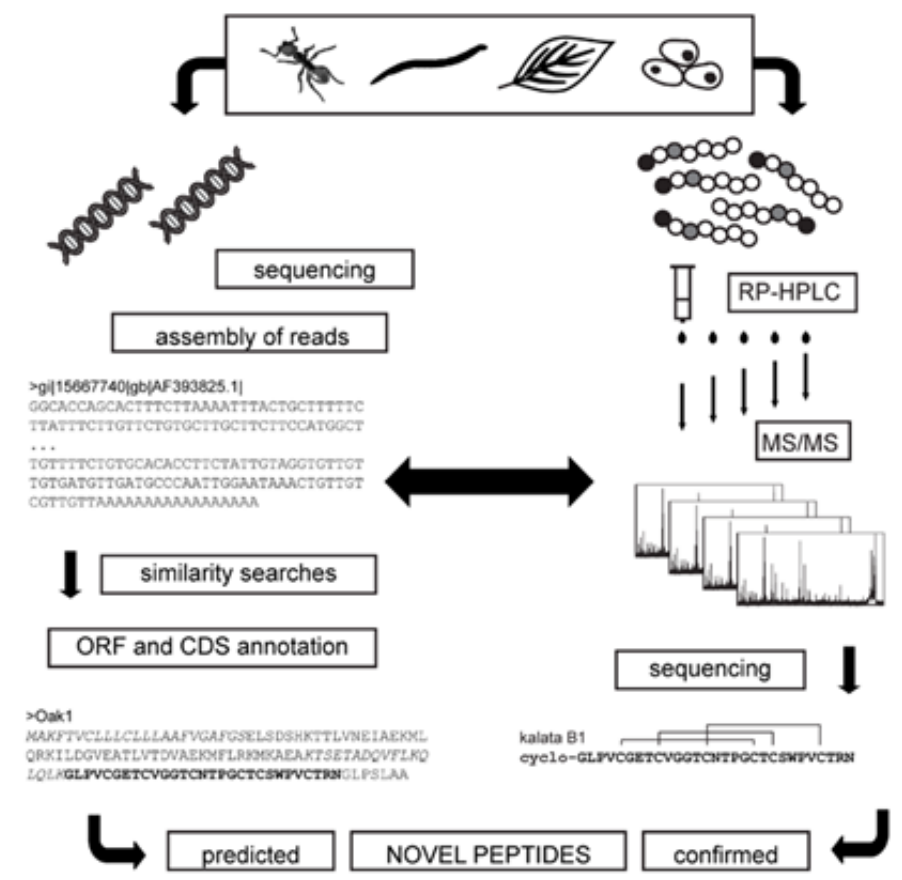 sequencing
assembly of reads
>gi|15667740|gb|AF393825.1|
GGCACCAGCACTTTCTTAAAATTTACTGCTTTTTC
TTATTTCTTGTTCTGTGCTTGCTTCTTCCATGGCT
...
TGTTTTCTGTGCACACCTTCTATTGTAGGTGTTGT
TGTGATGTTGATGCCCAATTGGAATAAACTGTTGT
CGTTGTTAAAAAAAAAAAAAAAAA
similarity searches
ORF and CDS annotation
>Oak1
MAKFTVCLLLCLLLAAFVGAFGSELSDSHKTTLVNEIAEKML
QRKILDGVEATLVTDVAEKMFLRKMKAEAKTSETADQVFLKQ
LQLKGLPVCGETCVGGTCNTPGCTCSWPVCTRNGLPSLAA
RP-HPLC
MS/MS
sequencing
kalata B1
cyclo-GLPVCGETCVGGTCNTPGCTCSWPVCTRN
predicted
NOVEL PEPTIDES
confirmed